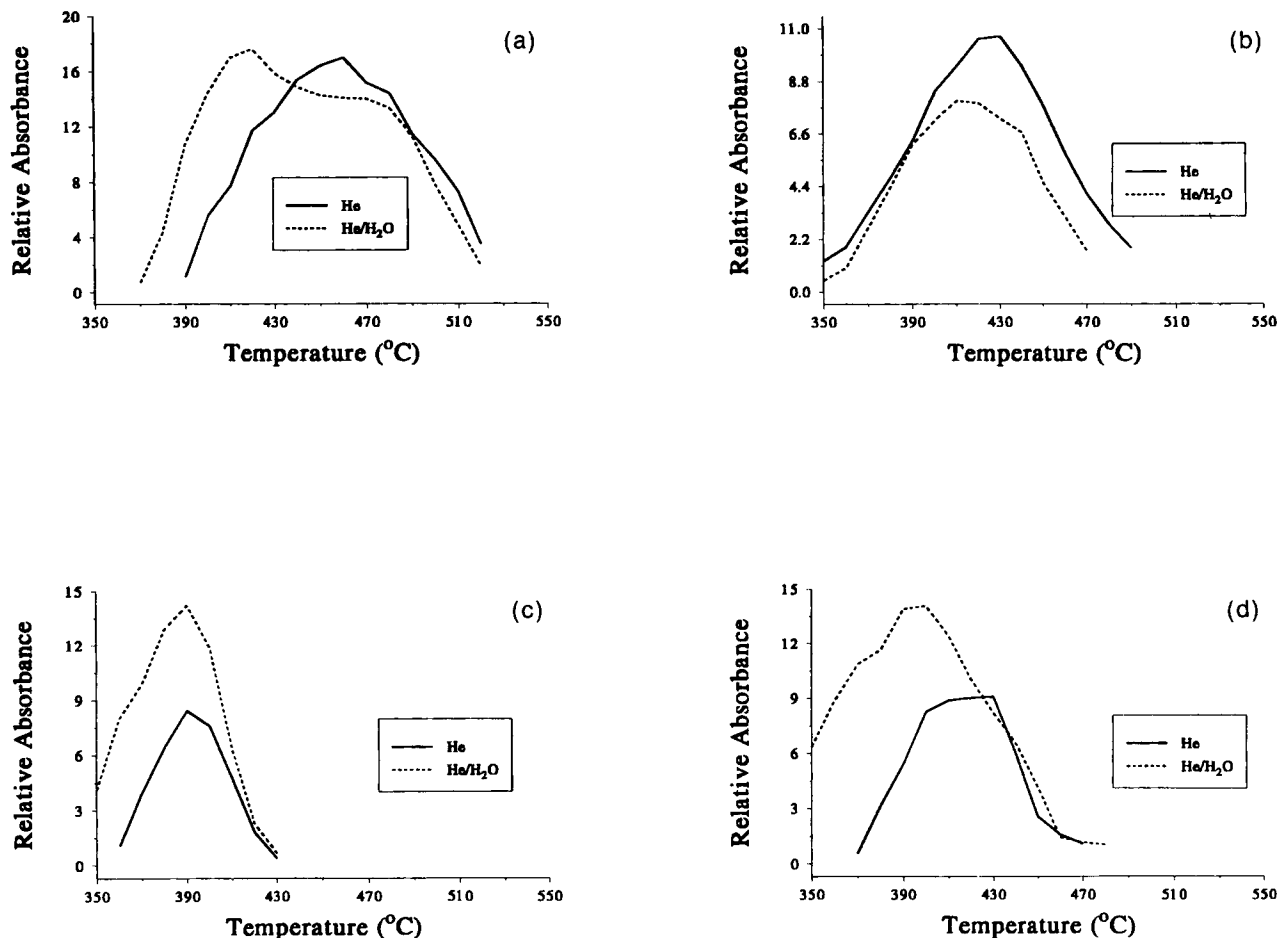 (a)
Relative Absorbance
20
16
12
8
4
0
He
He/H₂O
350 390 430 470 510 550
Temperature (°C)
(b)
Relative Absorbance
11.0
8.8
6.6
4.4
2.2
0.0
He
He/H₂O
350 390 430 470 510 550
Temperature (°C)
(c)
Relative Absorbance
15
12
9
6
3
0
He
He/H₂O
350 390 430 470 510 550
Temperature (°C)
(d)
Relative Absorbance
15
12
9
6
3
0
He
He/H₂O
350 390 430 470 510 550
Temperature (°C)